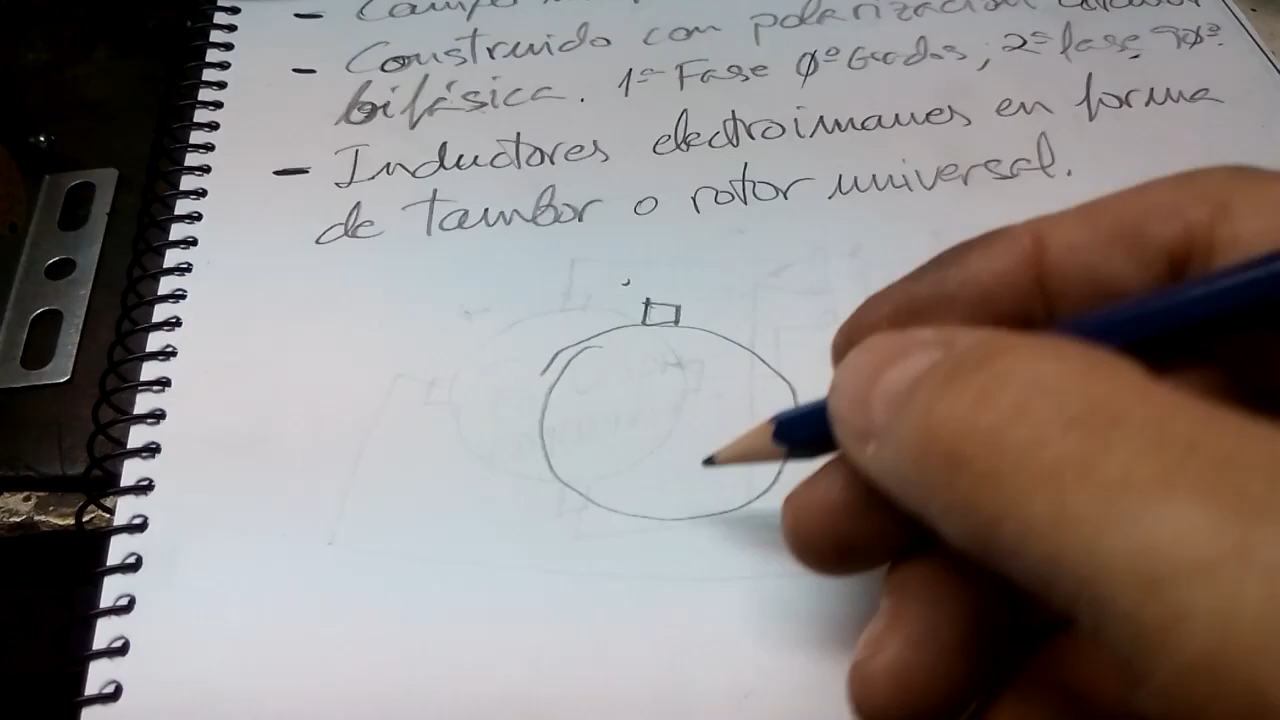 - Campo
- Construido con polarización
bifásica. 1ª Fase 0º Grados; 2ª fase 90º.
- Inductores electroimanes en forma
de tambor o rotor universal.